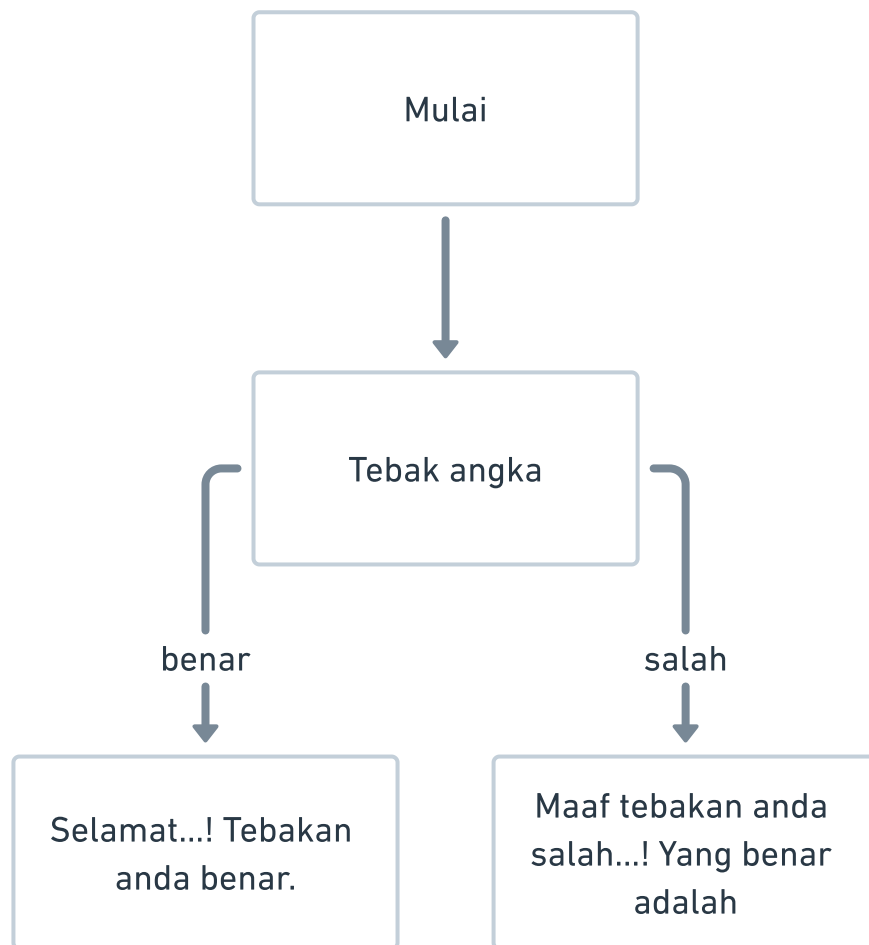 Mulai
Tebak angka
benar
salah
Selamat...! Tebakan
anda benar.
Maaf tebakan anda
salah...! Yang benar
adalah